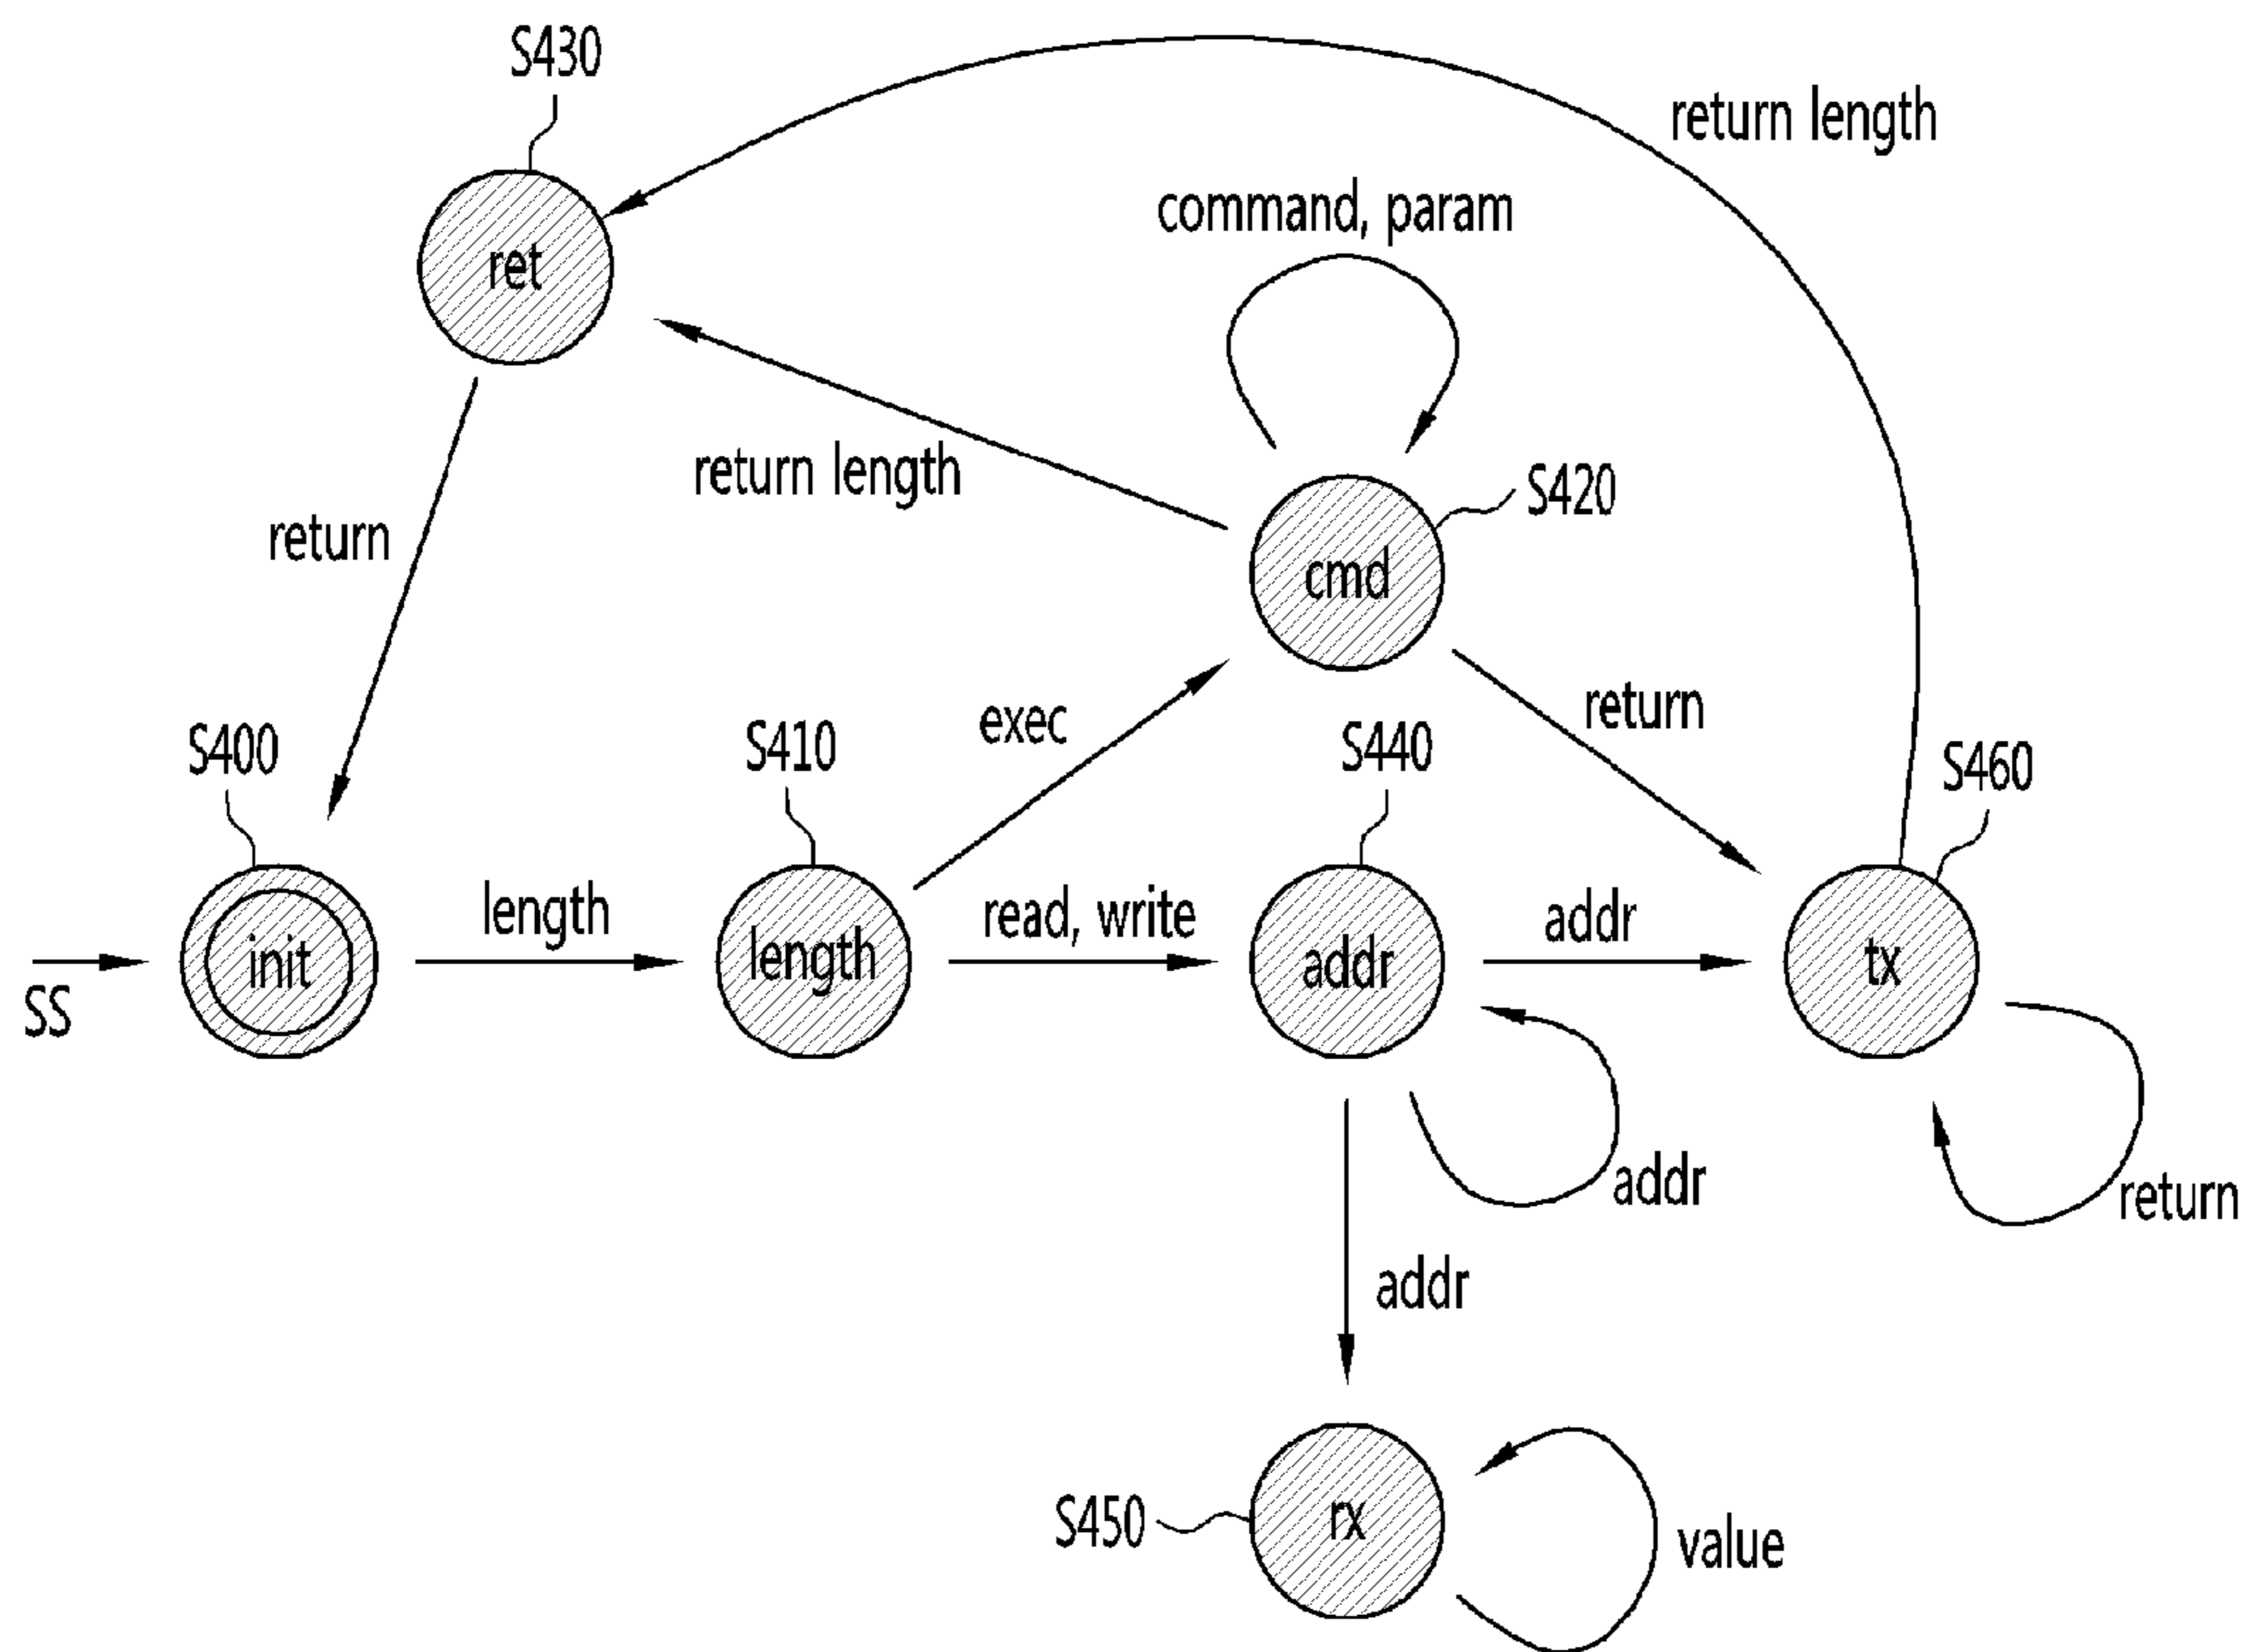 S430
return length
command, param
ret
return length
S420
cmd
return
exec
return
S400
S410
S440
S460
length
read, write
addr
init
length
addr
tx
SS
addr
return
addr
S450
rx
value